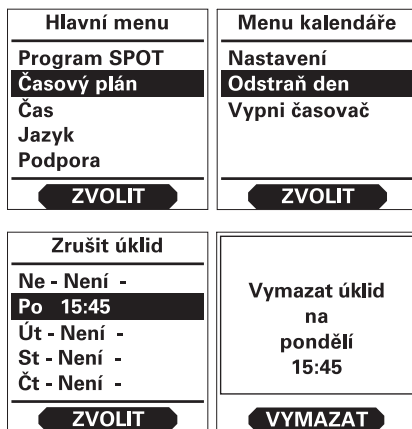 Hlavní menu
Program SPOT
Časový plán
Čas
Jazyk
Podpora
ZVOLIT
Menu kalendáře
Nastavení
Odstraň den
Vypni časovač
ZVOLIT
Zrušit úklid
Ne - Není -
Po 15:45
Út - Není -
St - Není -
Čt - Není -
ZVOLIT
Vymazat úklid
na
pondělí
15:45
VYMAZAT